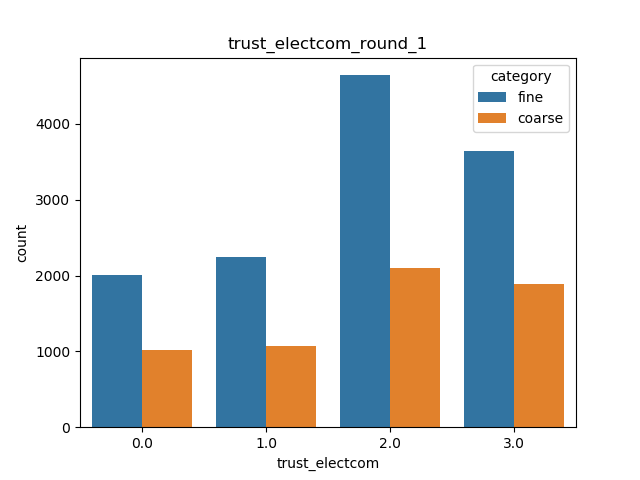 trust_electcom_round_1
category
fine
coarse
4000
3000
2000
1000
0
count
0.0 1.0 2.0 3.0
trust_electcom